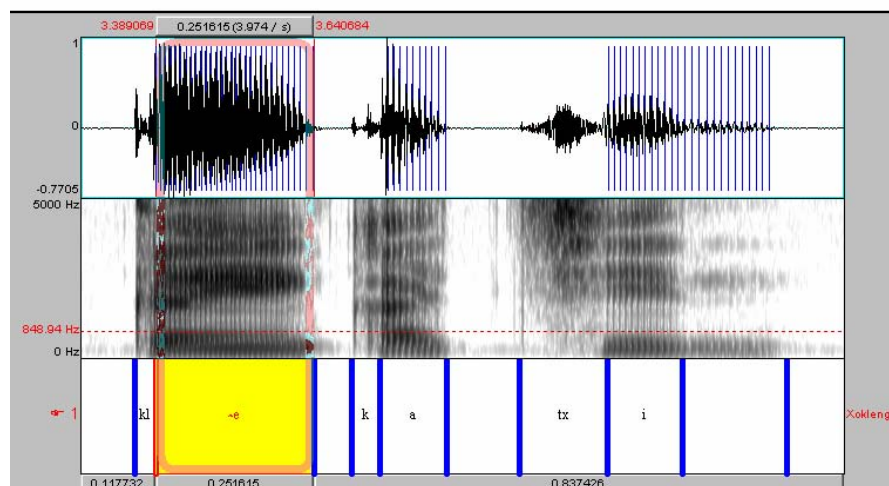 3.389069 0.251615 (3.974 / s) 3.640684
1
0
-0.7705
5000 Hz
848.94 Hz
0 Hz
1 kl ~e k a tx i Xokleng
0.117732 0.251615 0.837426